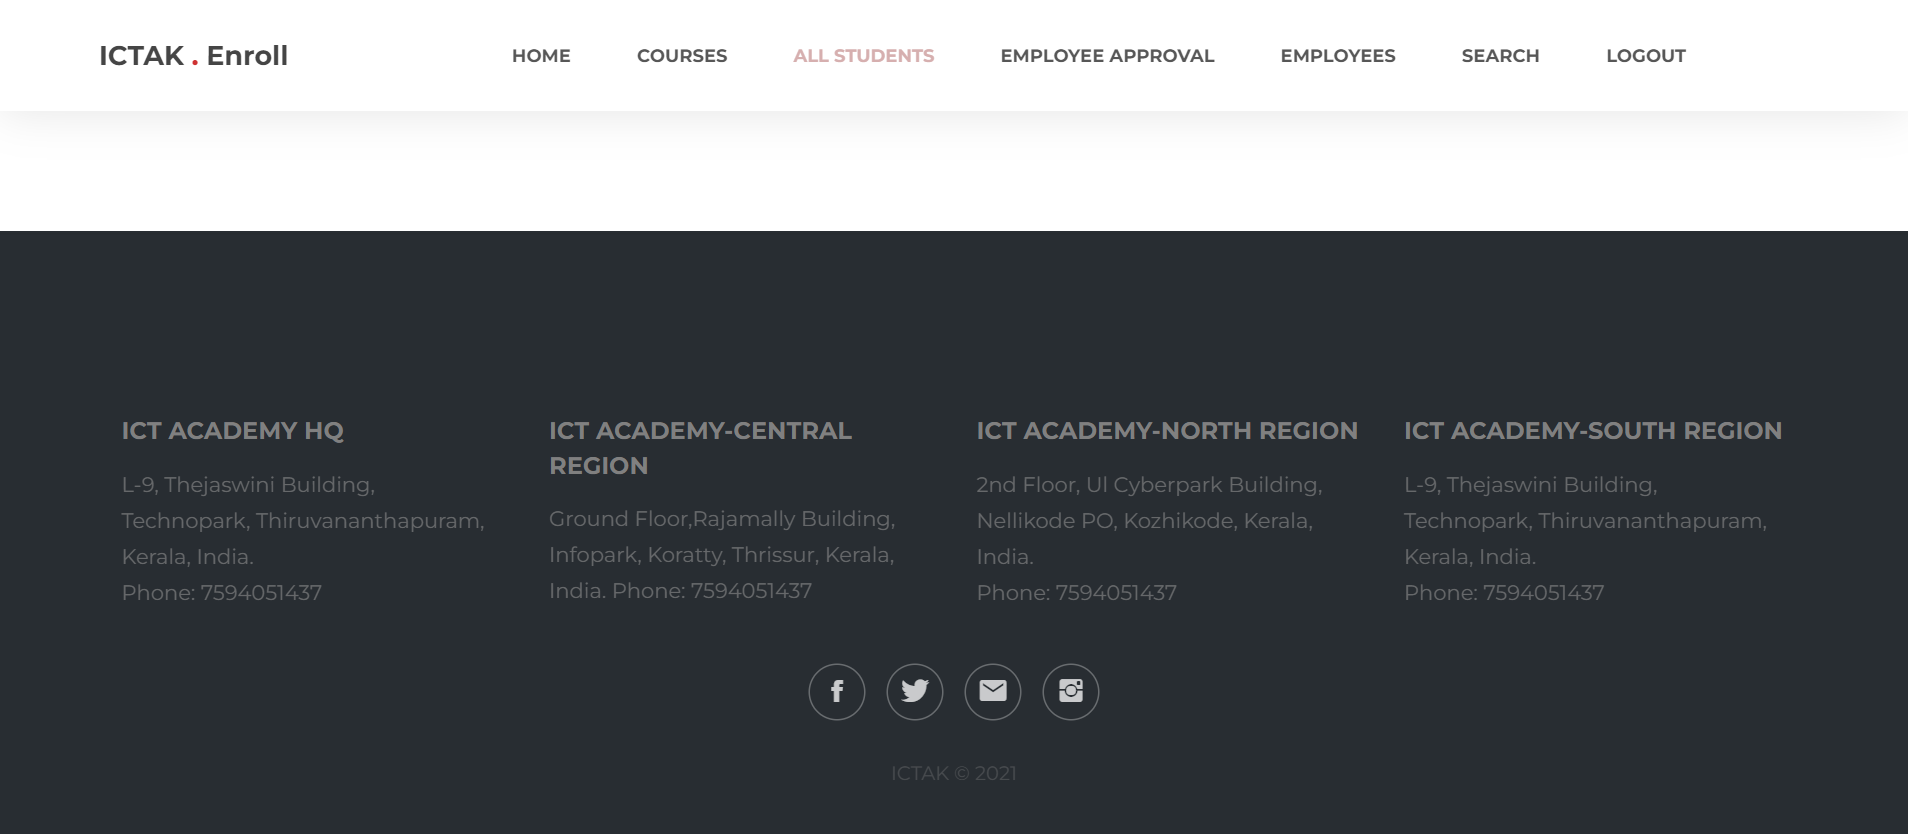 ICTAK . Enroll
HOME
COURSES
ALL STUDENTS
EMPLOYEE APPROVAL
EMPLOYEES
SEARCH
LOGOUT
ICT ACADEMY HQ
L-9, Thejaswini Building,
Technopark, Thiruvananthapuram,
Kerala, India.
Phone: 7594051437
ICT ACADEMY-CENTRAL
REGION
Ground Floor,Rajamally Building,
Infopark, Koratty, Thrissur, Kerala,
India. Phone: 7594051437
ICT ACADEMY-NORTH REGION
2nd Floor, Ul Cyberpark Building,
Nellikode PO, Kozhikode, Kerala,
India.
Phone: 7594051437
ICT ACADEMY-SOUTH REGION
L-9, Thejaswini Building,
Technopark, Thiruvananthapuram,
Kerala, India.
Phone: 7594051437
ICTAK © 2021